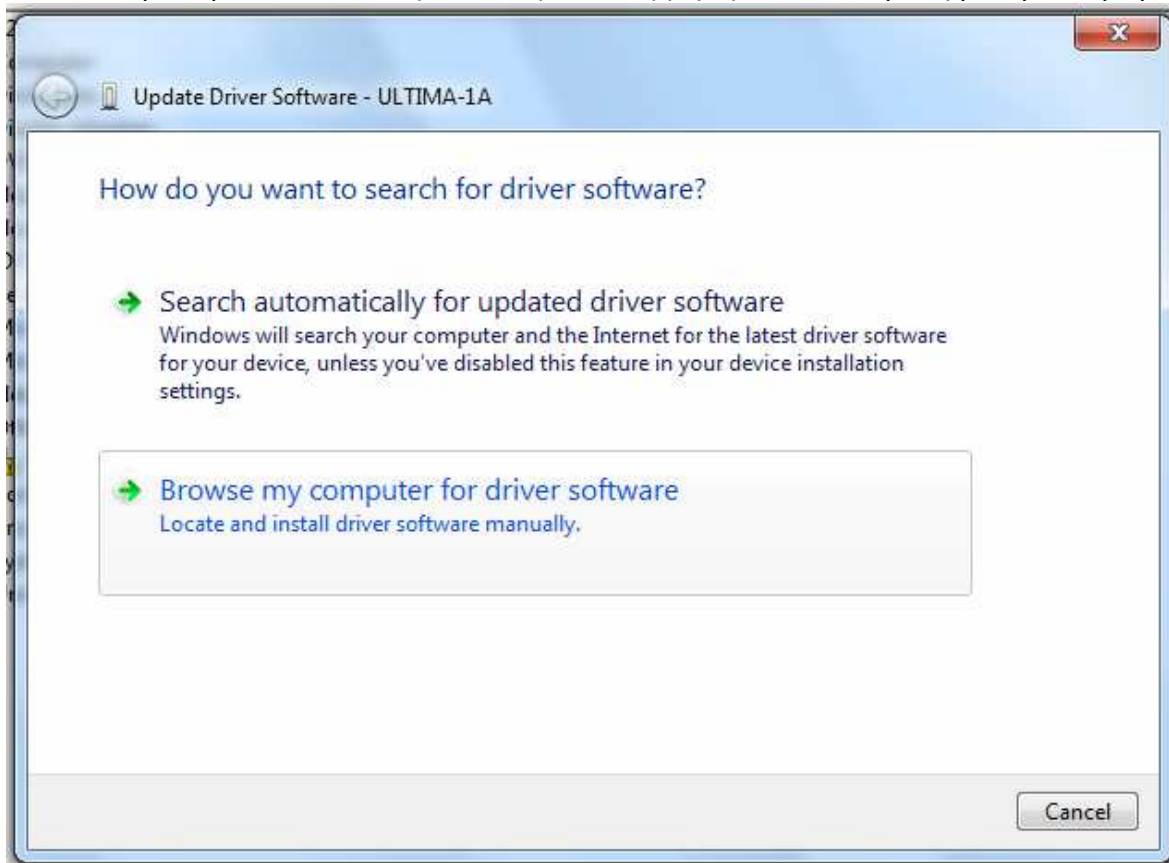 Update Driver Software - ULTIMA-1A
How do you want to search for driver software?
Search automatically for updated driver software
Windows will search your computer and the Internet for the latest driver software
for your device, unless you've disabled this feature in your device installation
settings.
Browse my computer for driver software
Locate and install driver software manually.
Cancel